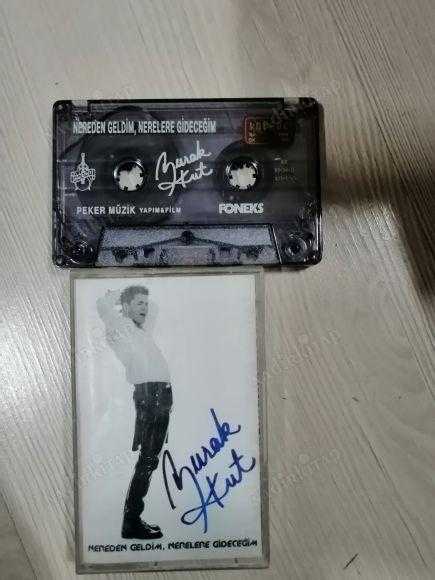 NEREDEN GELDİM, NERELERE GİDECEĞİM
Burak
Kut
PEKER MÜZİK YAPIM&FİLM
FONEKS
Burak
Kut
NEREDEN GELDİM, NERELERE GİDECEĞİM